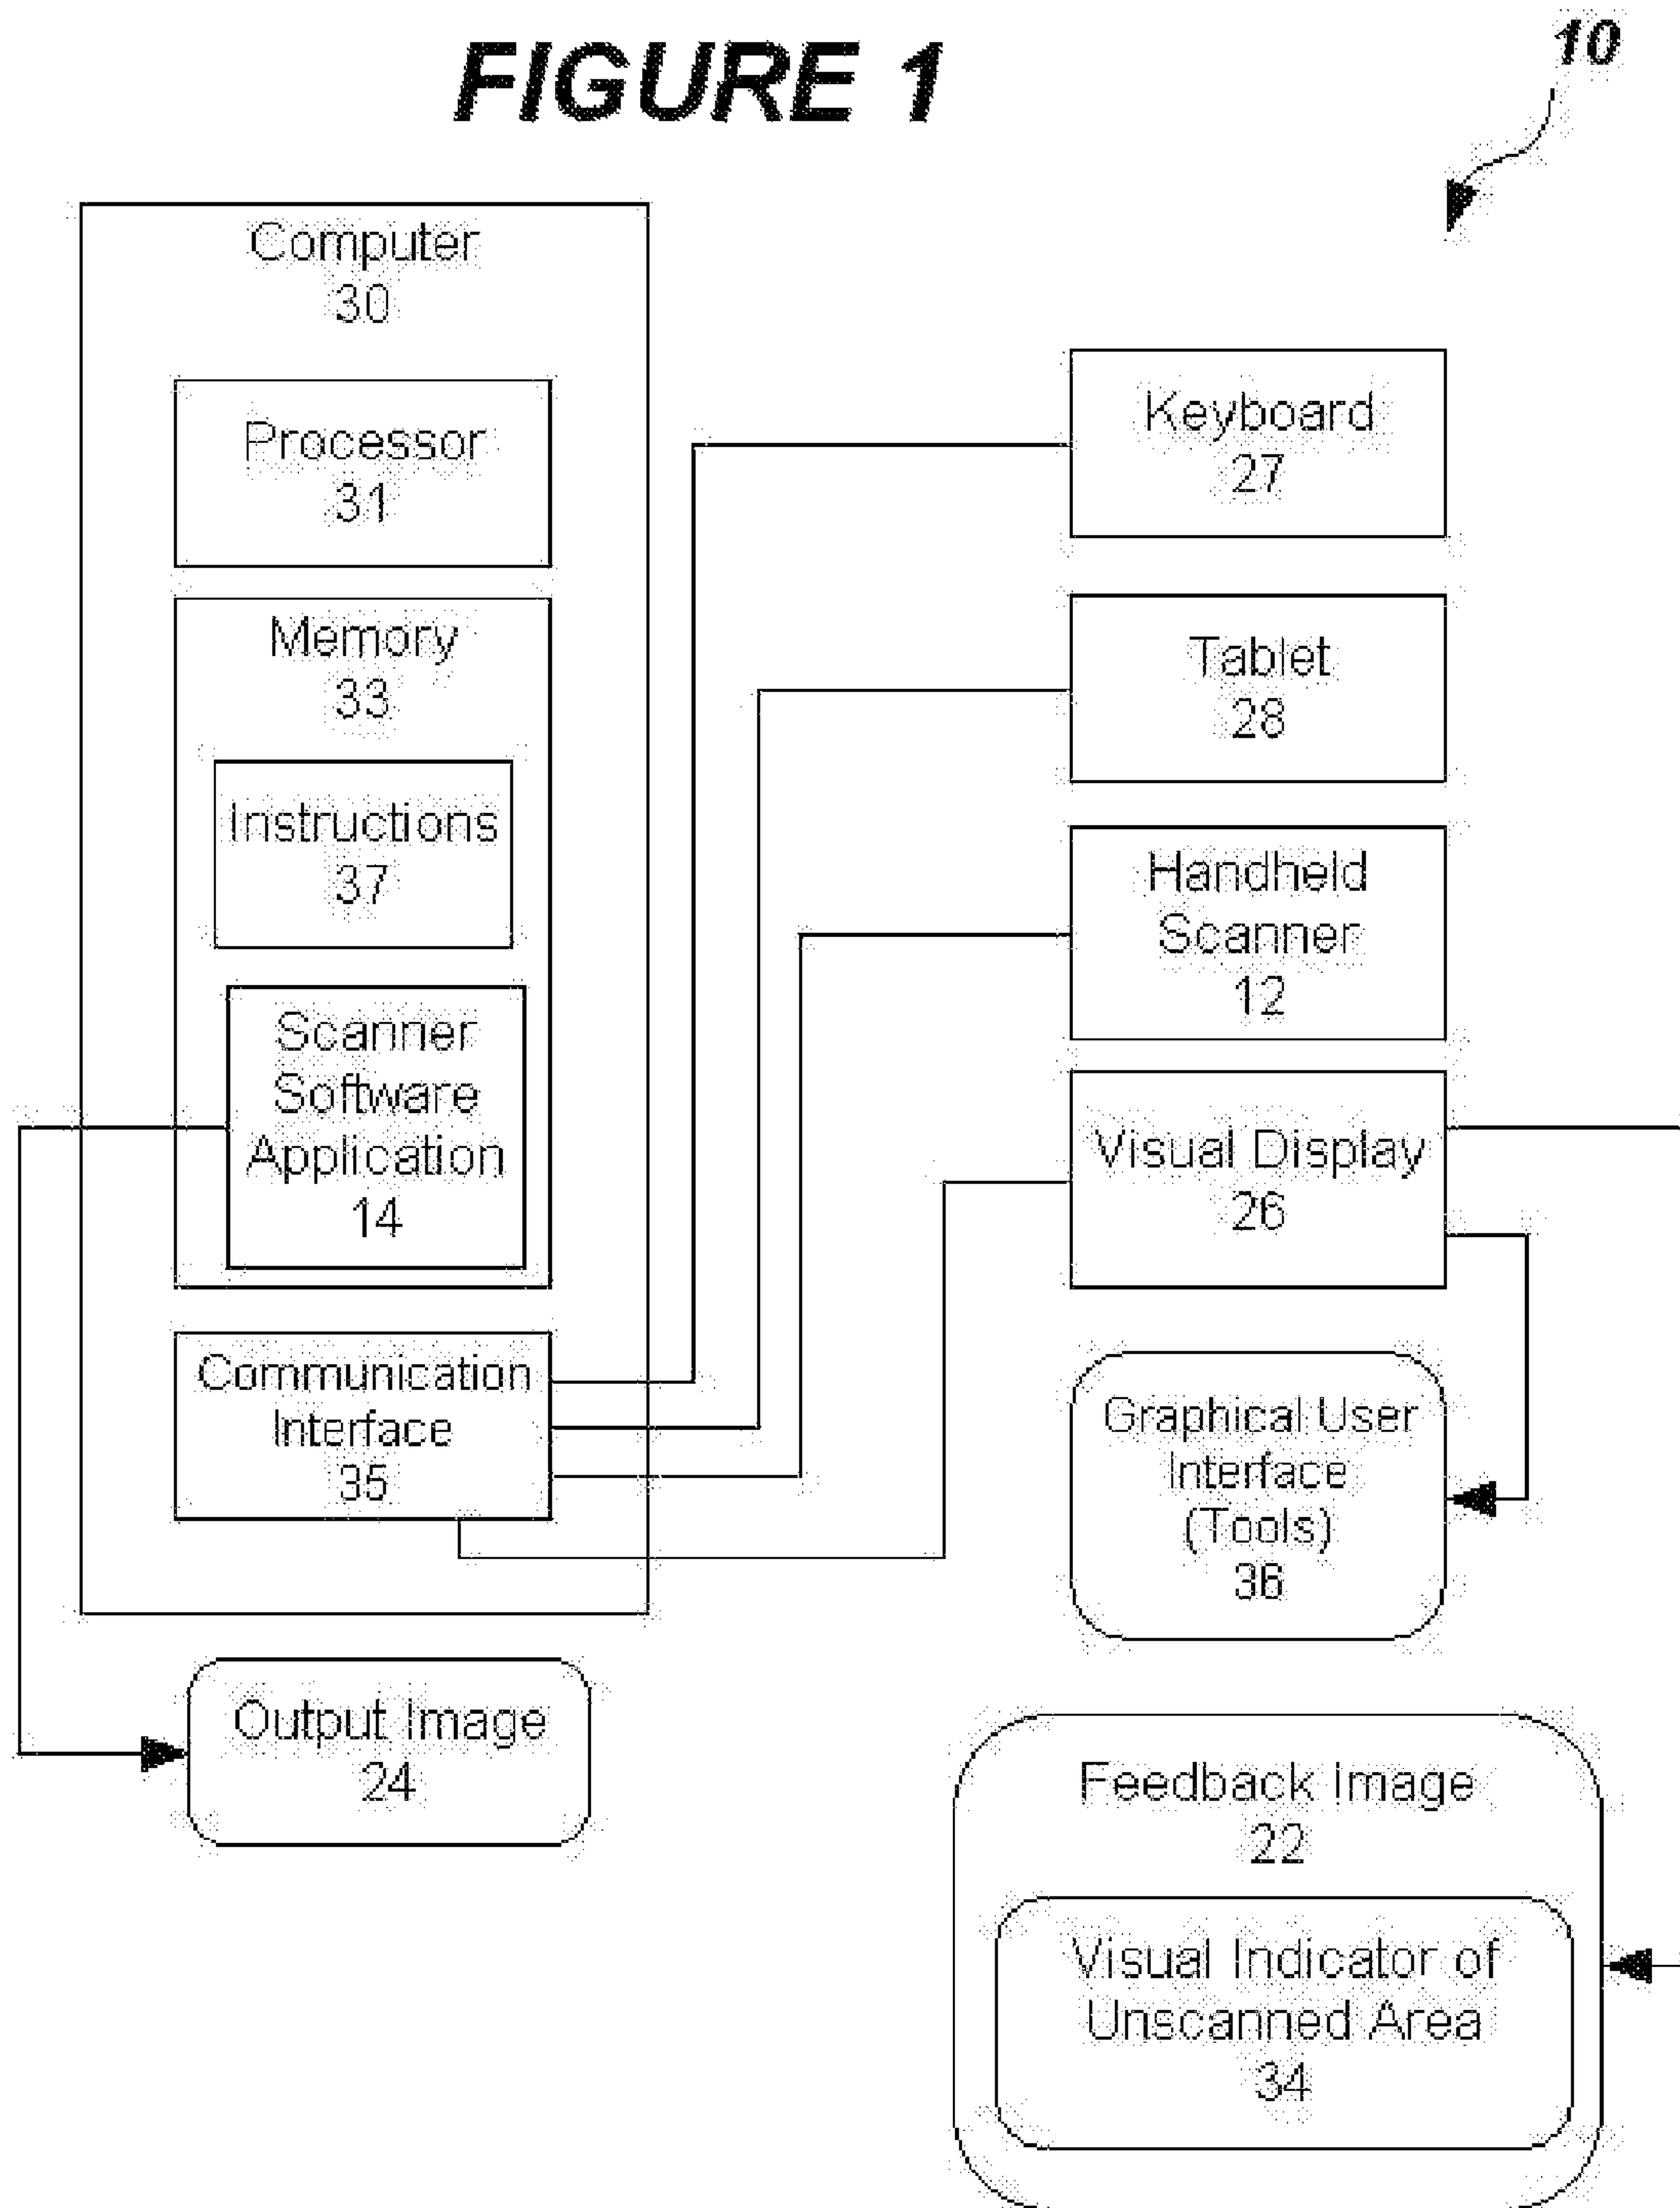 FIGURE 1
10
Computer
30
Processor
31
Memory
33
Instructions
37
Scanner
Software
Application
14
Communication
Interface
35
Output Image
24
Keyboard
27
Tablet
28
Handheld
Scanner
12
Visual Display
26
Graphical User
Interface
(Tools)
36
Feedback Image
22
Visual Indicator of
Unscanned Area
34